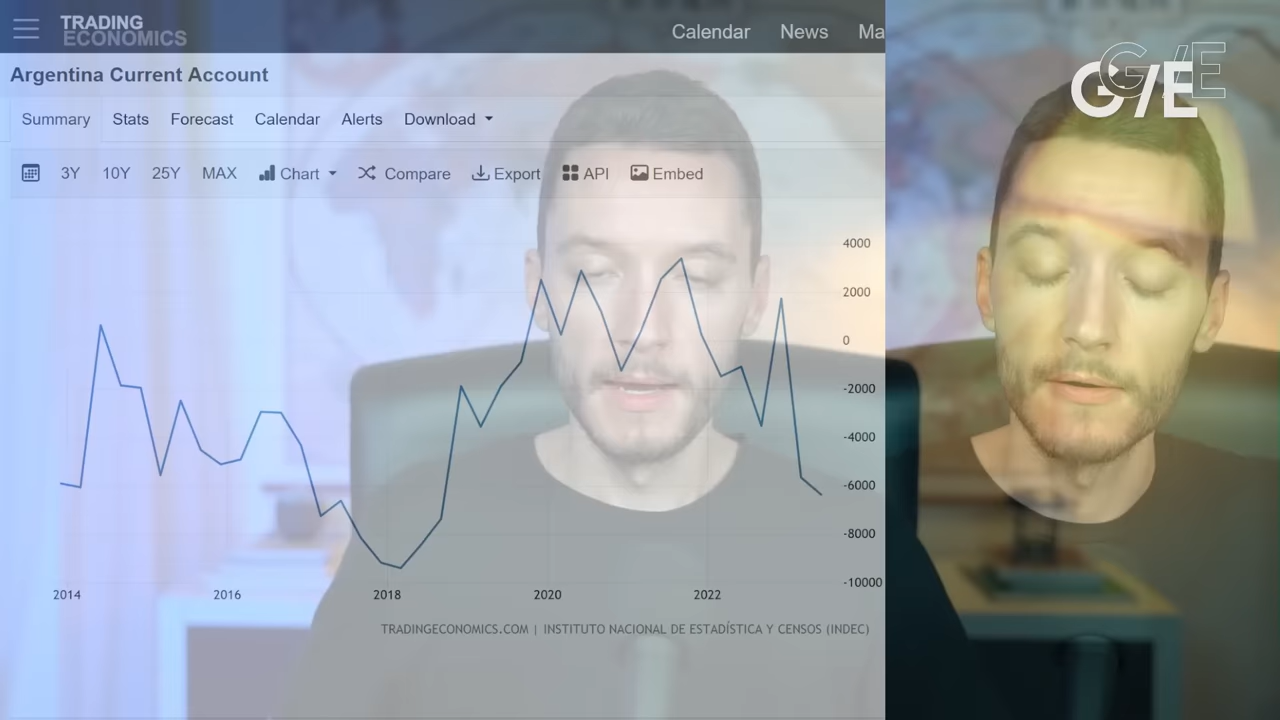 TRADING
ECONOMICS
Calendar News Ma
G/E
G/E
Argentina Current Account
Summary Stats Forecast Calendar Alerts Download
3Y 10Y 25Y MAX Chart Compare Export API Embed
4000
2000
0
-2000
-4000
-6000
-8000
-10000
2014 2016 2018 2020 2022
TRADINGECONOMICS.COM | INSTITUTO NACIONAL DE ESTADÍSTICA Y CENSOS (INDEC)